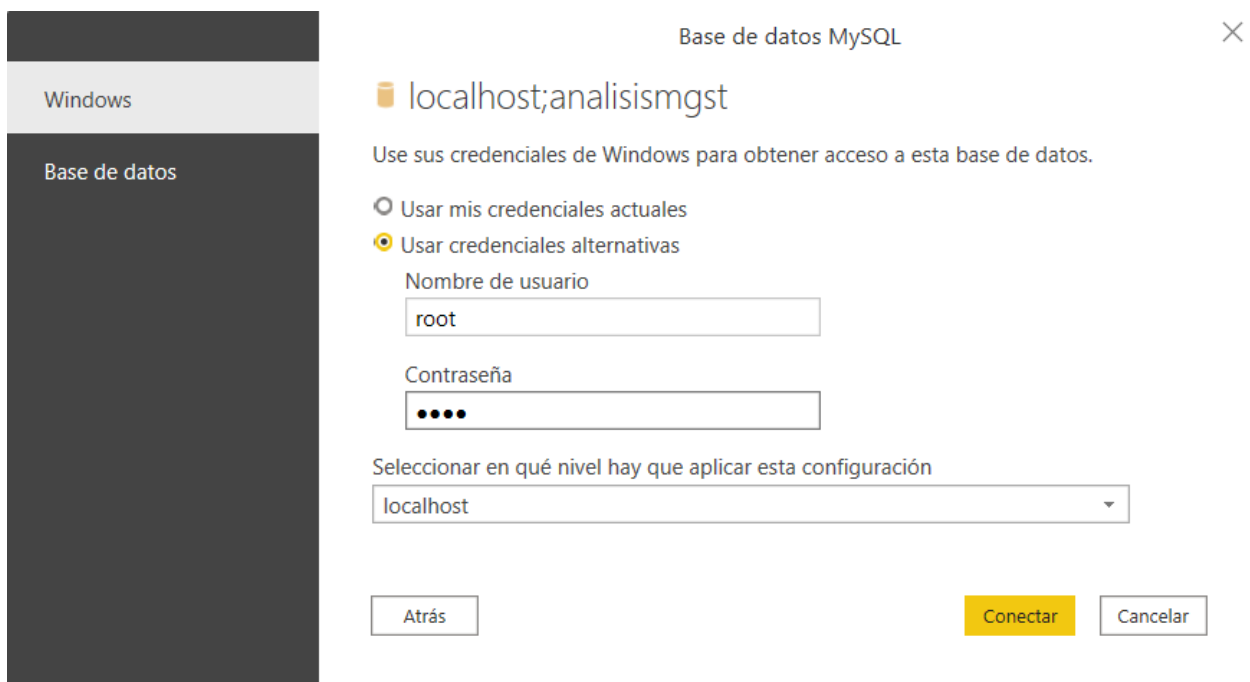 Base de datos MySQL
Windows
Base de datos
localhost;analisismgst
Use sus credenciales de Windows para obtener acceso a esta base de datos.
Usar mis credenciales actuales
Usar credenciales alternativas
Nombre de usuario
root
Contraseña
••••
Seleccionar en qué nivel hay que aplicar esta configuración
localhost
Atrás
Conectar
Cancelar